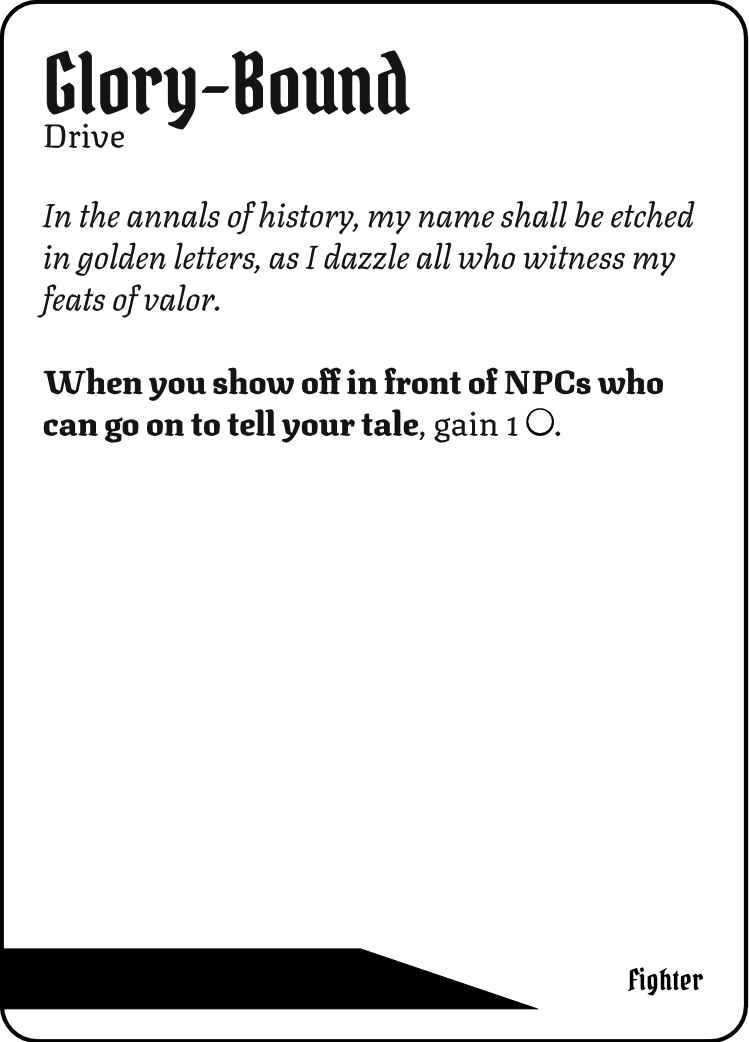 Glory-Bound
Drive
In the annals of history, my name shall be etched
in golden letters, as I dazzle all who witness my
feats of valor.
When you show off in front of NPCs who
can go on to tell your tale, gain 1 ◯.
Fighter